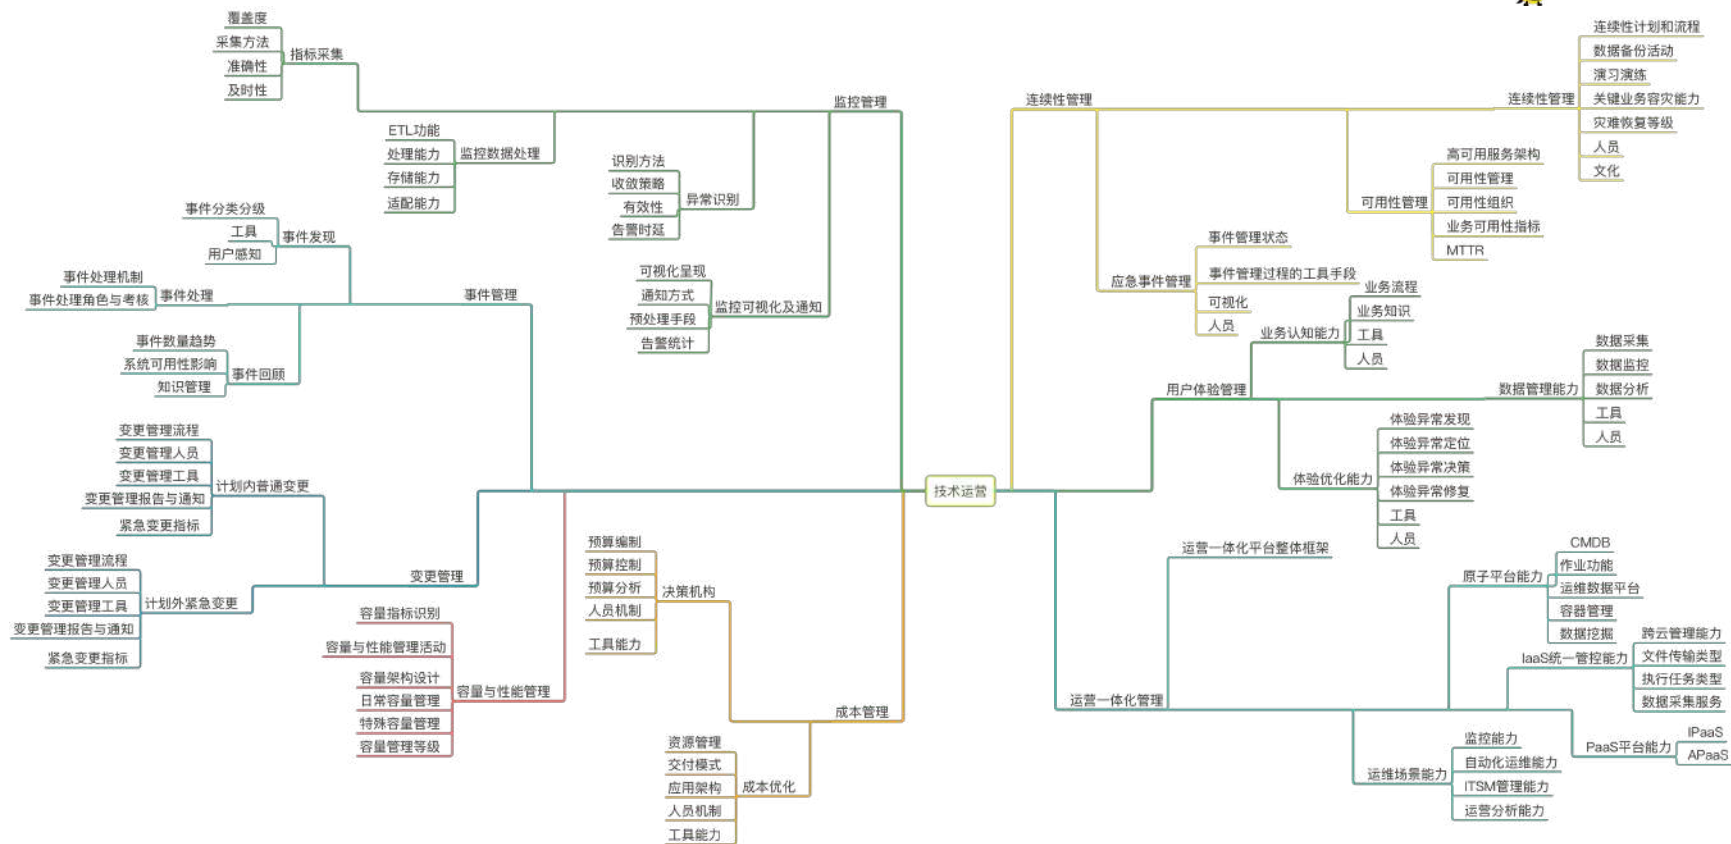 技术运营
监控管理
指标采集
覆盖度
采集方法
准确性
及时性
监控数据处理
ETL功能
处理能力
存储能力
适配能力
异常识别
识别方法
收敛策略
有效性
告警时延
监控可视化及通知
可视化呈现
通知方式
预处理手段
告警统计
事件管理
事件发现
事件分类分级
工具
用户感知
事件处理
事件处理机制
事件处理角色与考核
事件回顾
事件数量趋势
系统可用性影响
知识管理
变更管理
计划内普通变更
变更管理流程
变更管理人员
变更管理工具
变更管理报告与通知
紧急变更指标
计划外紧急变更
变更管理流程
变更管理人员
变更管理工具
变更管理报告与通知
紧急变更指标
容量与性能管理
容量指标识别
容量与性能管理活动
容量架构设计
日常容量管理
特殊容量管理
容量管理等级
成本管理
决策机构
预算编制
预算控制
预算分析
人员机制
工具能力
成本优化
资源管理
交付模式
应用架构
人员机制
工具能力
连续性管理
连续性管理
连续性计划和流程
数据备份活动
演习演练
关键业务容灾能力
灾难恢复等级
人员
文化
可用性管理
高可用服务架构
可用性管理
可用性组织
业务可用性指标
MTTR
应急事件管理
事件管理状态
事件管理过程的工具手段
可视化
人员
用户体验管理
业务认知能力
业务流程
业务知识
工具
人员
数据管理能力
数据采集
数据监控
数据分析
工具
人员
体验优化能力
体验异常发现
体验异常定位
体验异常决策
体验异常修复
工具
人员
运营一体化管理
运营一体化平台整体框架
原子平台能力
CMDB
作业功能
运维数据平台
容器管理
数据挖掘
IaaS统一管控能力
跨云管理能力
文件传输类型
执行任务类型
数据采集服务
PaaS平台能力
IPaaS
APaaS
运维场景能力
监控能力
自动化运维能力
ITSM管理能力
运营分析能力